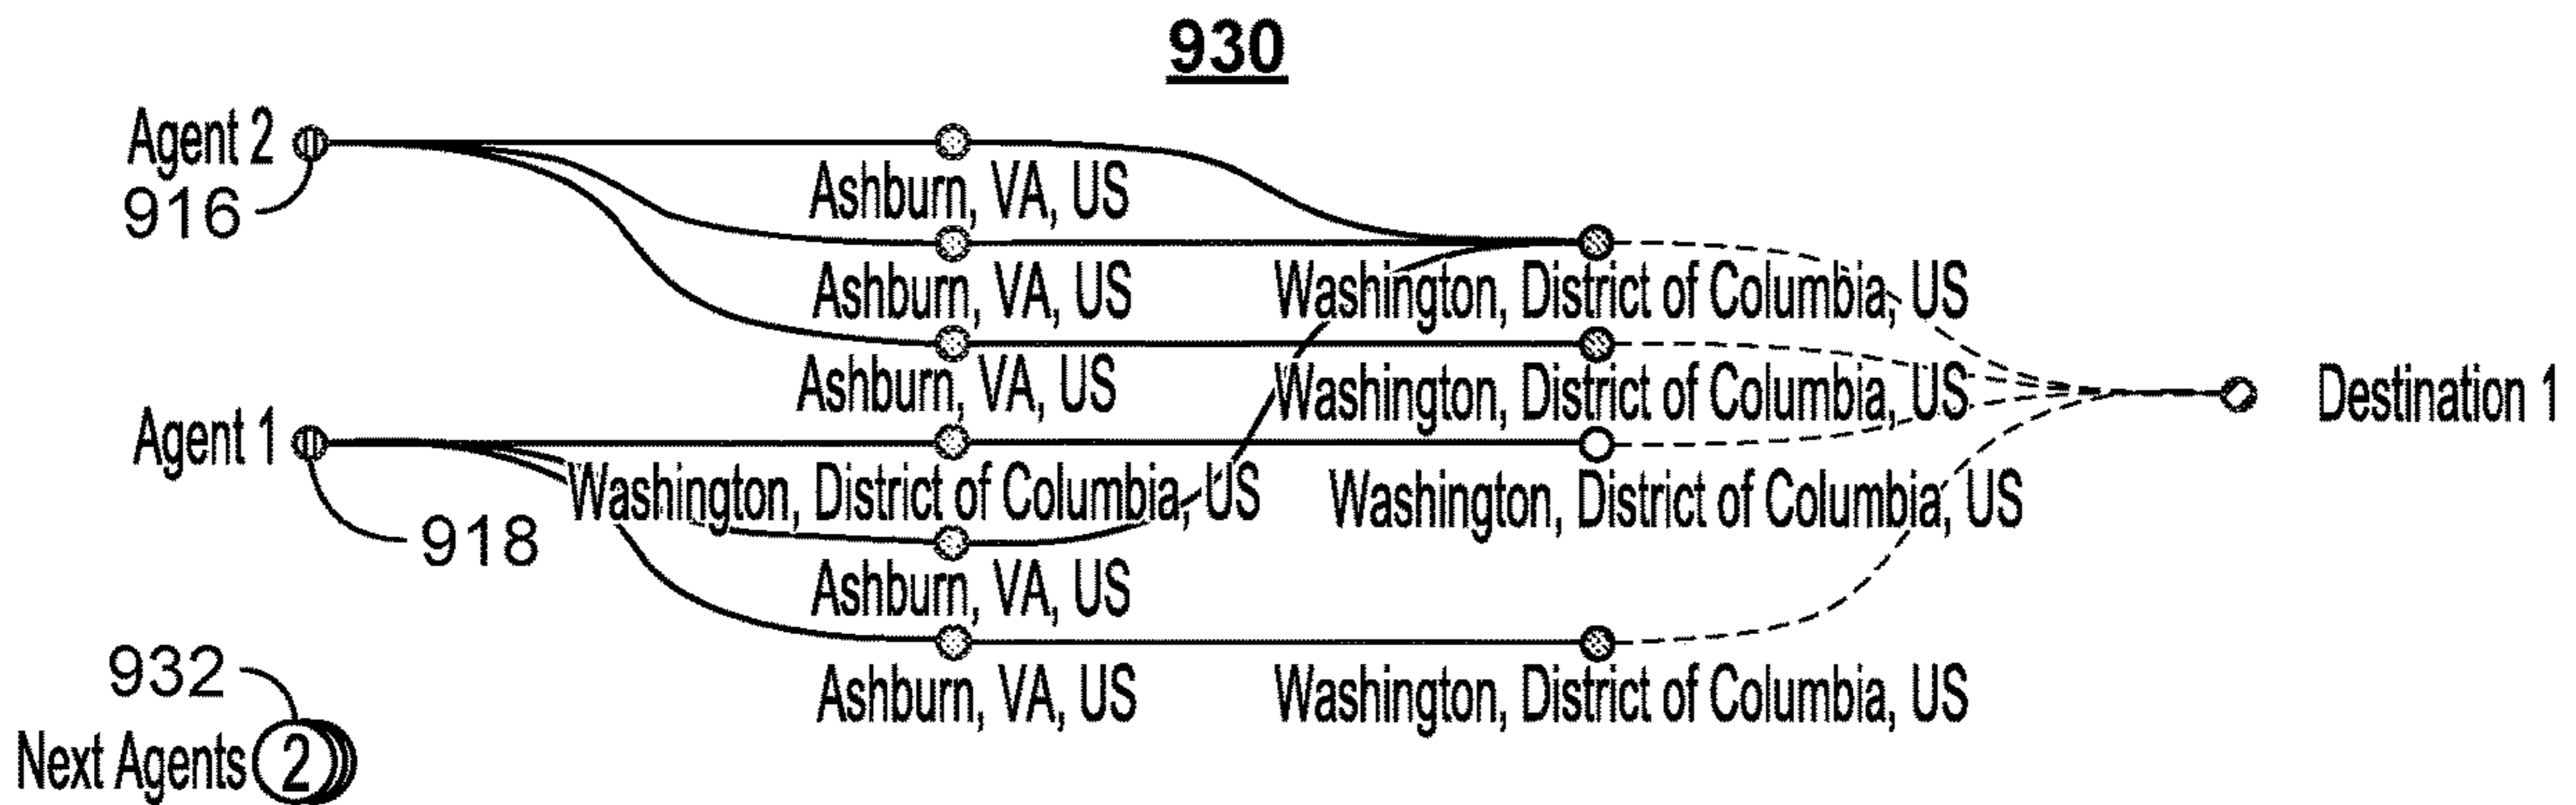 930
Agent 2
916
Ashburn, VA, US
Ashburn, VA, US
Washington, District of Columbia, US
Ashburn, VA, US
Washington, District of Columbia, US
Destination 1
Agent 1
918
Washington, District of Columbia, US
Washington, District of Columbia, US
Ashburn, VA, US
Ashburn, VA, US
Washington, District of Columbia, US
932
Next Agents 2